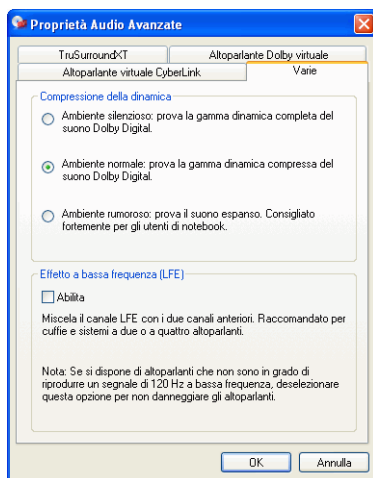 Proprietà Audio Avanzate
TruSurroundXT
Altoparlante Dolby virtuale
Altoparlante virtuale CyberLink
Varie
Compressione della dinamica
Ambiente silenzioso: prova la gamma dinamica completa del
suono Dolby Digital.
Ambiente normale: prova la gamma dinamica compressa del
suono Dolby Digital.
Ambiente rumoroso: prova il suono espanso. Consigliato
fortemente per gli utenti di notebook.
Effetto a bassa frequenza (LFE)
Abilita
Miscela il canale LFE con i due canali anteriori. Raccomandato per
cuffie e sistemi a due o a quattro altoparlanti.
Nota: Se si dispone di altoparlanti che non sono in grado di
riprodurre un segnale di 120 Hz a bassa frequenza, deselezionare
questa opzione per non danneggiare gli altoparlanti.
OK
Annulla